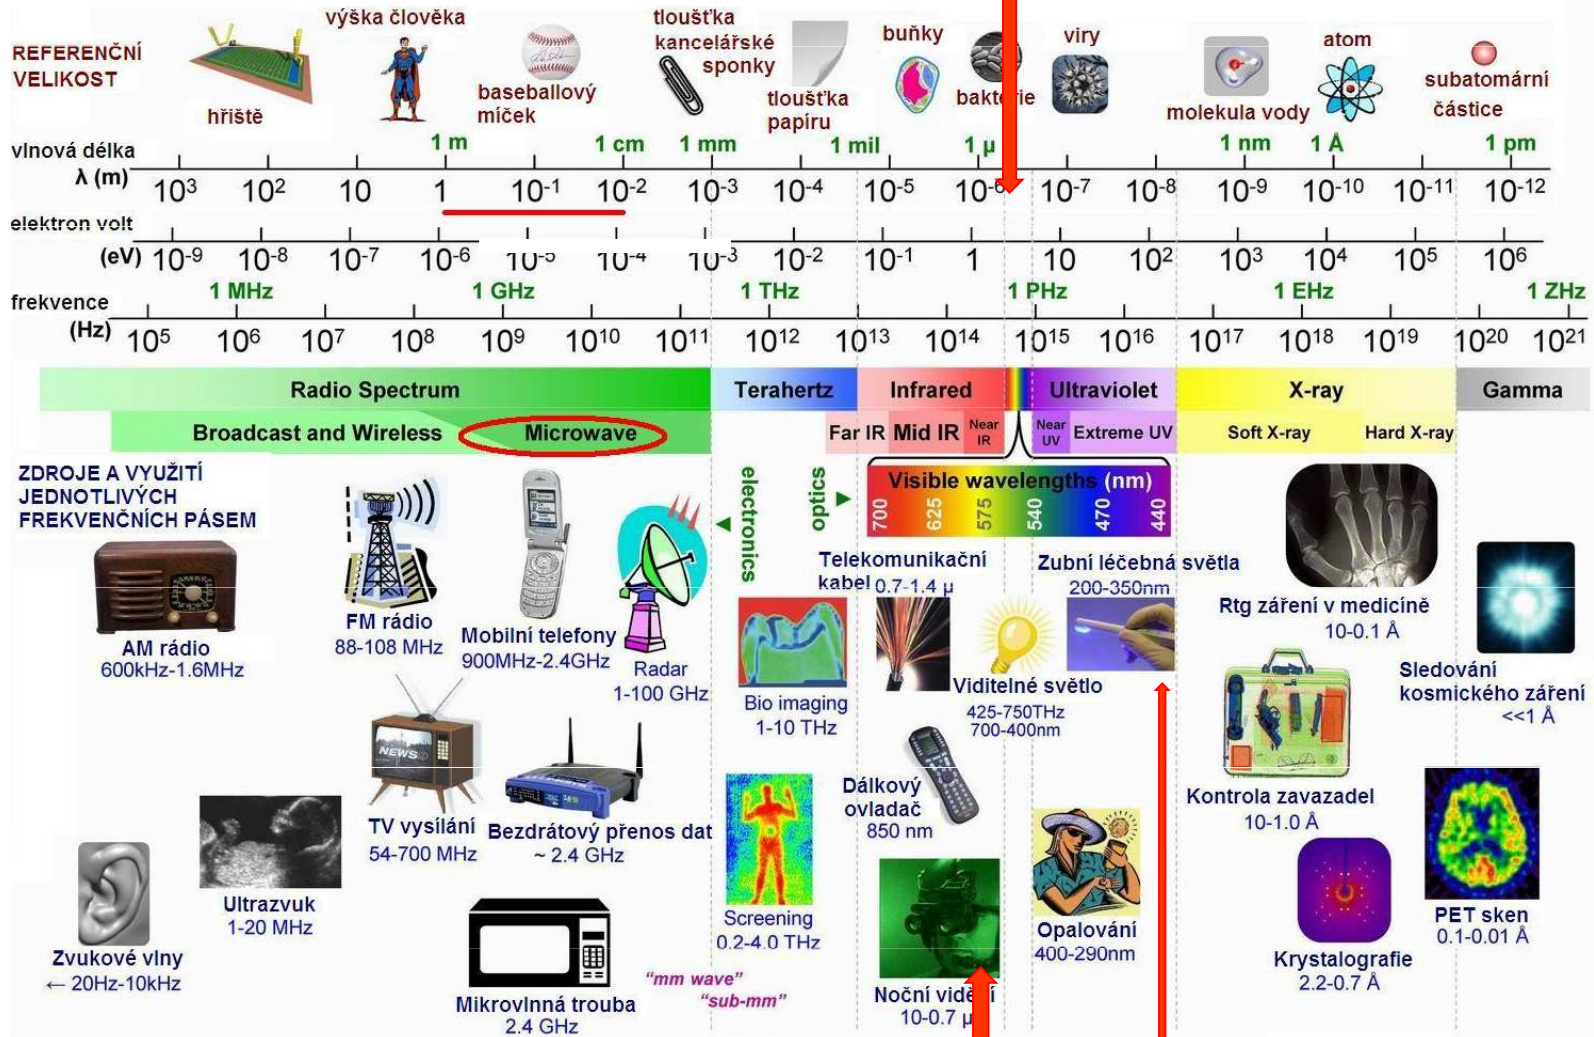 REFERENČNÍ
VELIKOST
hřiště
výška člověka
baseballový
míček
tloušťka
kancelářské
sponky
tloušťka
papíru
buňky
bakterie
viry
molekula vody
atom
subatomární
částice
vlnová délka
λ (m)
1 m 1 cm 1 mm 1 mil 1 µ 1 nm 1 Å 1 pm
10³ 10² 10 1 10⁻¹ 10⁻² 10⁻³ 10⁻⁴ 10⁻⁵ 10⁻⁶ 10⁻⁷ 10⁻⁸ 10⁻⁹ 10⁻¹⁰ 10⁻¹¹ 10⁻¹²
elektron volt
(eV) 10⁻⁹ 10⁻⁸ 10⁻⁷ 10⁻⁶ 10⁻⁵ 10⁻⁴ 10⁻³ 10⁻² 10⁻¹ 1 10 10² 10³ 10⁴ 10⁵ 10⁶
frekvence
(Hz)
1 MHz 1 GHz 1 THz 1 PHz 1 EHz 1 ZHz
10⁵ 10⁶ 10⁷ 10⁸ 10⁹ 10¹⁰ 10¹¹ 10¹² 10¹³ 10¹⁴ 10¹⁵ 10¹⁶ 10¹⁷ 10¹⁸ 10¹⁹ 10²⁰ 10²¹
Radio Spectrum Terahertz Infrared Ultraviolet X-ray Gamma
Broadcast and Wireless Microwave Far IR Mid IR Near IR Near UV Extreme UV Soft X-ray Hard X-ray
ZDROJE A VYUŽITÍ
JEDNOTLIVÝCH
FREKVENČNÍCH PÁSEM
electronics
optics
Visible wavelengths (nm)
700 625 575 540 470 440
AM rádio
600kHz-1.6MHz
FM rádio
88-108 MHz
Mobilní telefony
900MHz-2.4GHz
Radar
1-100 GHz
Bio imaging
1-10 THz
Telekomunikační
kabel 0.7-1.4 µ
Viditelné světlo
425-750THz
700-400nm
Zubní léčebná světla
200-350nm
Rtg záření v medicíně
10-0.1 Å
Sledování
kosmického záření
<<1 Å
NEWS
TV vysílání
54-700 MHz
Bezdrátový přenos dat
~ 2.4 GHz
Dálkový
ovladač
850 nm
Kontrola zavazadel
10-1.0 Å
Zvukové vlny
← 20Hz-10kHz
Ultrazvuk
1-20 MHz
Mikrovlnná trouba
2.4 GHz
"mm wave"
"sub-mm"
Screening
0.2-4.0 THz
Noční vidění
10-0.7 µ
Opalování
400-290nm
Krystalografie
2.2-0.7 Å
PET sken
0.1-0.01 Å